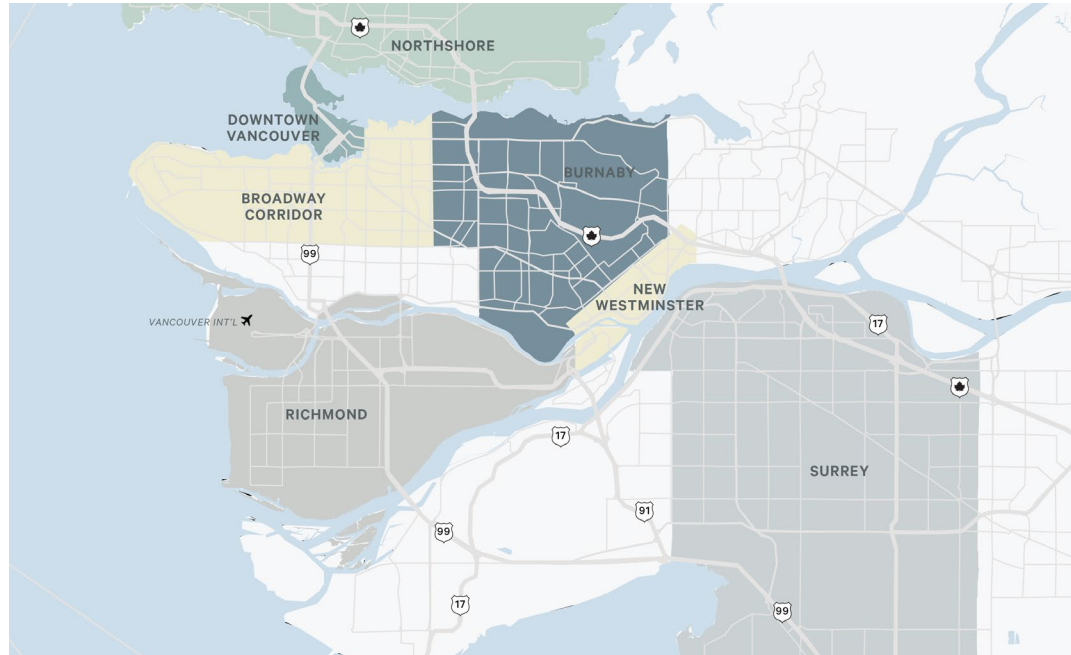 NORTHSHORE
DOWNTOWN
VANCOUVER
BURNABY
BROADWAY
CORRIDOR
99
NEW
WESTMINSTER
VANCOUVER INT'L
17
RICHMOND
17
SURREY
91
99
17
99